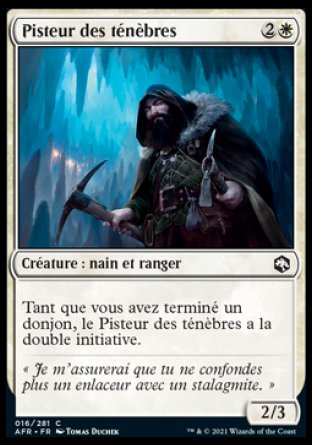 Pisteur des ténèbres 2
Créature : nain et ranger
Tant que vous avez terminé un
donjon, le Pisteur des ténèbres a la
double initiative.
« Je m'assurerai que tu ne confondes
plus un enlaceur avec un stalagmite. »
2/3
016/281 C
AFR • FR Tomas Duchek
™ & © 2021 Wizards of the Coast